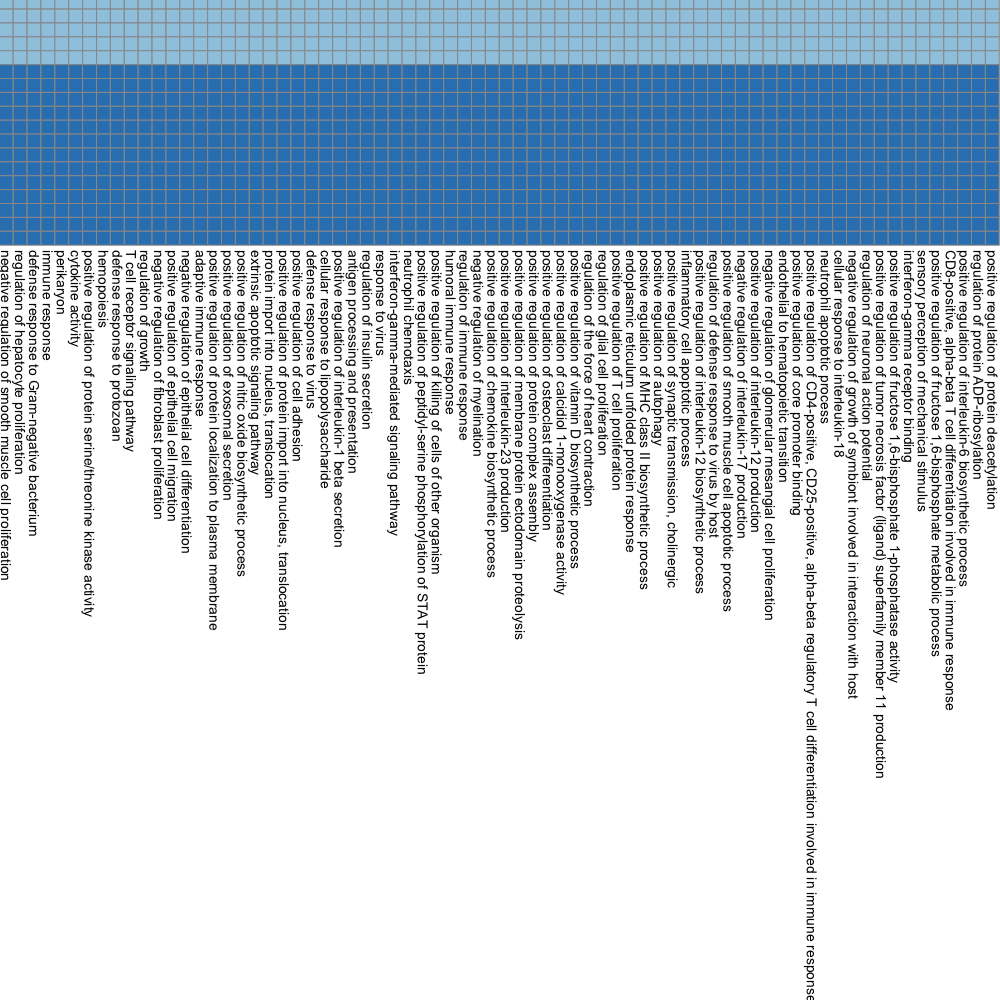 negative regulation of smooth muscle cell proliferation
regulation of hepatocyte proliferation
defense response to Gram-negative bacterium
immune response
perikaryon
cytokine activity
positive regulation of protein serine/threonine kinase activity
hemopoiesis
defense response to protozoan
T cell receptor signaling pathway
regulation of growth
negative regulation of fibroblast proliferation
positive regulation of epithelial cell migration
negative regulation of epithelial cell differentiation
adaptive immune response
positive regulation of protein localization to plasma membrane
positive regulation of exosomal secretion
positive regulation of nitric oxide biosynthetic process
extrinsic apoptotic signaling pathway
protein import into nucleus, translocation
positive regulation of protein import into nucleus, translocation
positive regulation of cell adhesion
defense response to virus
cellular response to lipopolysaccharide
positive regulation of interleukin-1 beta secretion
antigen processing and presentation
regulation of insulin secretion
response to virus
interferon-gamma-mediated signaling pathway
neutrophil chemotaxis
positive regulation of peptidyl-serine phosphorylation of STAT protein
positive regulation of killing of cells of other organism
humoral immune response
regulation of immune response
negative regulation of myelination
positive regulation of chemokine biosynthetic process
positive regulation of interleukin-23 production
positive regulation of membrane protein ectodomain proteolysis
positive regulation of protein complex assembly
positive regulation of osteoclast differentiation
positive regulation of calcidiol 1-monooxygenase activity
positive regulation of vitamin D biosynthetic process
regulation of the force of heart contraction
regulation of glial cell proliferation
positive regulation of T cell proliferation
endoplasmic reticulum unfolded protein response
positive regulation of MHC class II biosynthetic process
positive regulation of autophagy
positive regulation of synaptic transmission, cholinergic
inflammatory cell apoptotic process
positive regulation of interleukin-12 biosynthetic process
regulation of defense response to virus by host
positive regulation of smooth muscle cell apoptotic process
negative regulation of interleukin-17 production
positive regulation of interleukin-12 production
negative regulation of glomerular mesangial cell proliferation
endothelial to hematopoietic transition
positive regulation of core promoter binding
positive regulation of CD4-positive, CD25-positive, alpha-beta regulatory T cell differentiation involved in immune response
neutrophil apoptotic process
cellular response to interleukin-18
negative regulation of growth of symbiont involved in interaction with host
regulation of neuronal action potential
positive regulation of tumor necrosis factor (ligand) superfamily member 11 production
positive regulation of fructose 1,6-bisphosphate 1-phosphatase activity
interferon-gamma receptor binding
sensory perception of mechanical stimulus
positive regulation of fructose 1,6-bisphosphate metabolic process
CD8-positive, alpha-beta T cell differentiation involved in immune response
positive regulation of interleukin-6 biosynthetic process
regulation of protein ADP-ribosylation
positive regulation of protein deacetylation